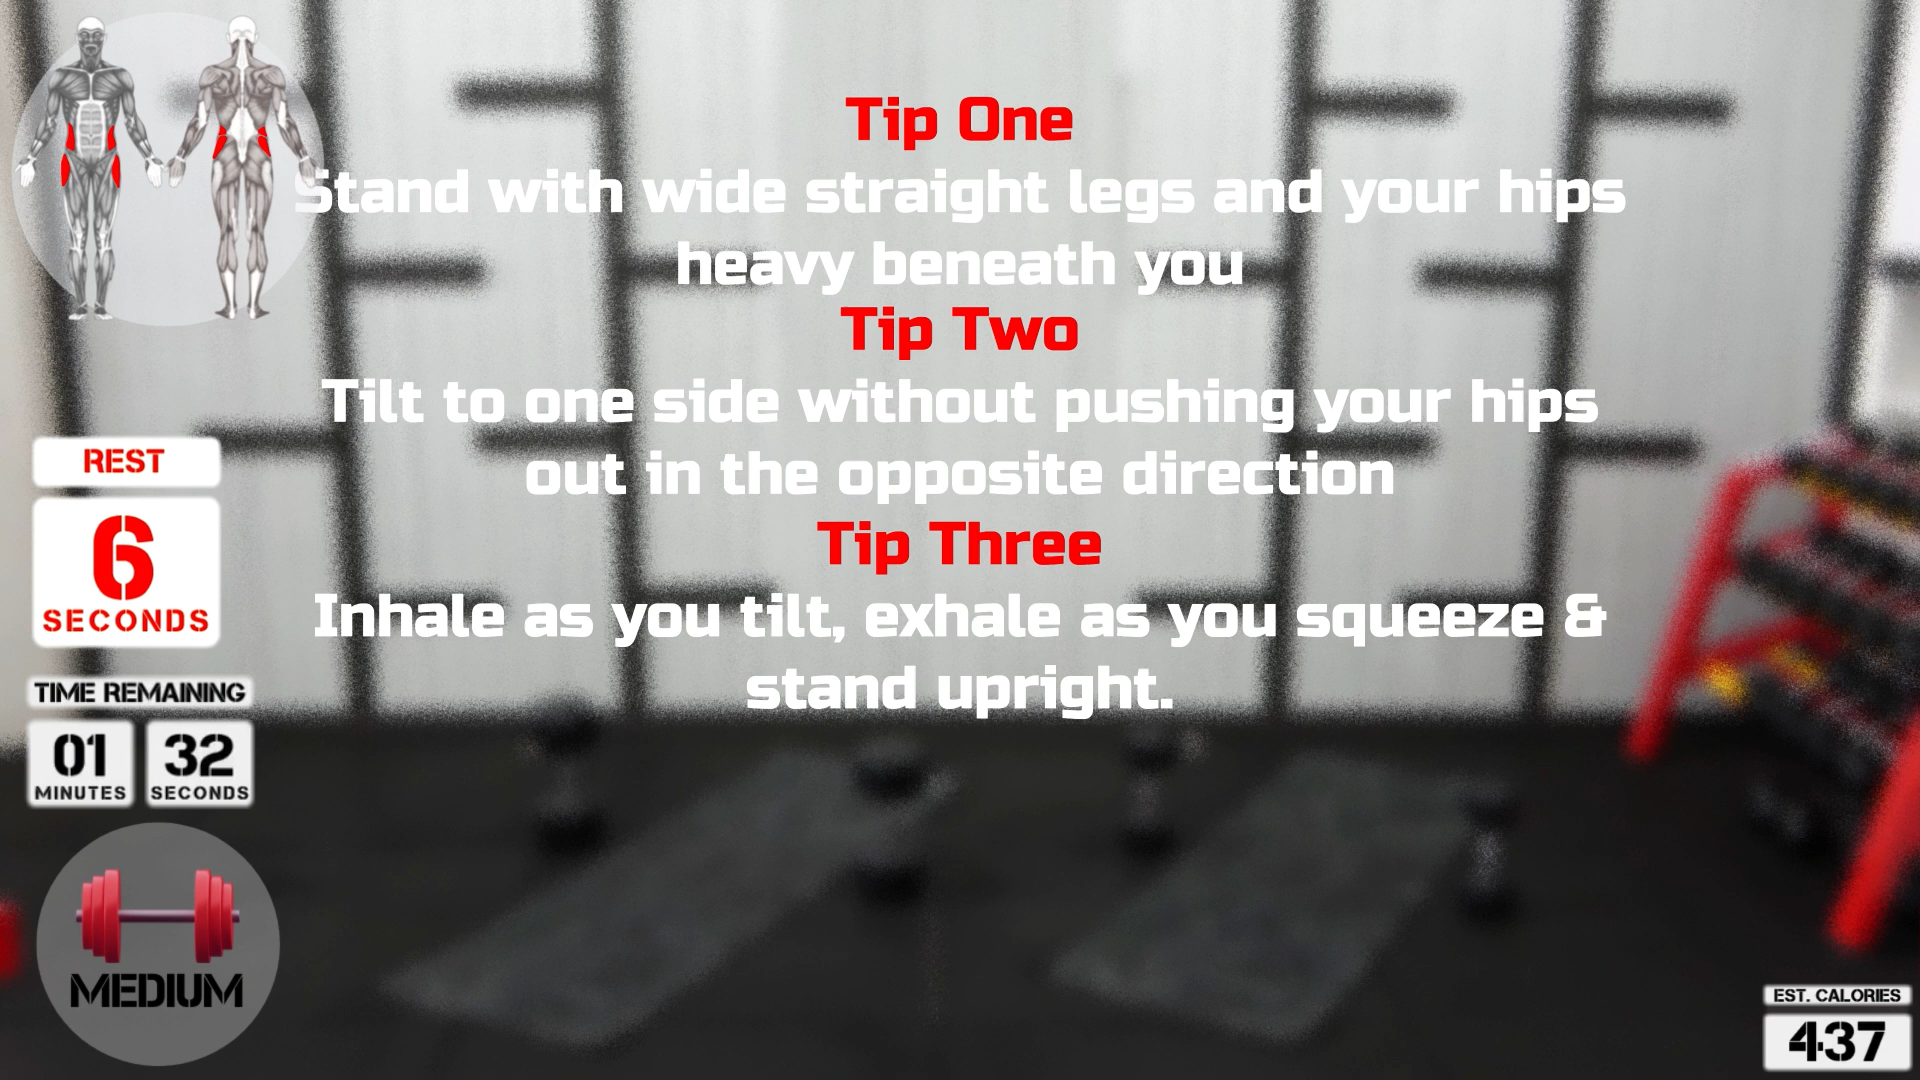 Tip One
Stand with wide straight legs and your hips
heavy beneath you
Tip Two
Tilt to one side without pushing your hips
out in the opposite direction
Tip Three
Inhale as you tilt, exhale as you squeeze &
stand upright.
REST
6
SECONDS
TIME REMAINING
01 32
MINUTES SECONDS
MEDIUM
EST. CALORIES
437